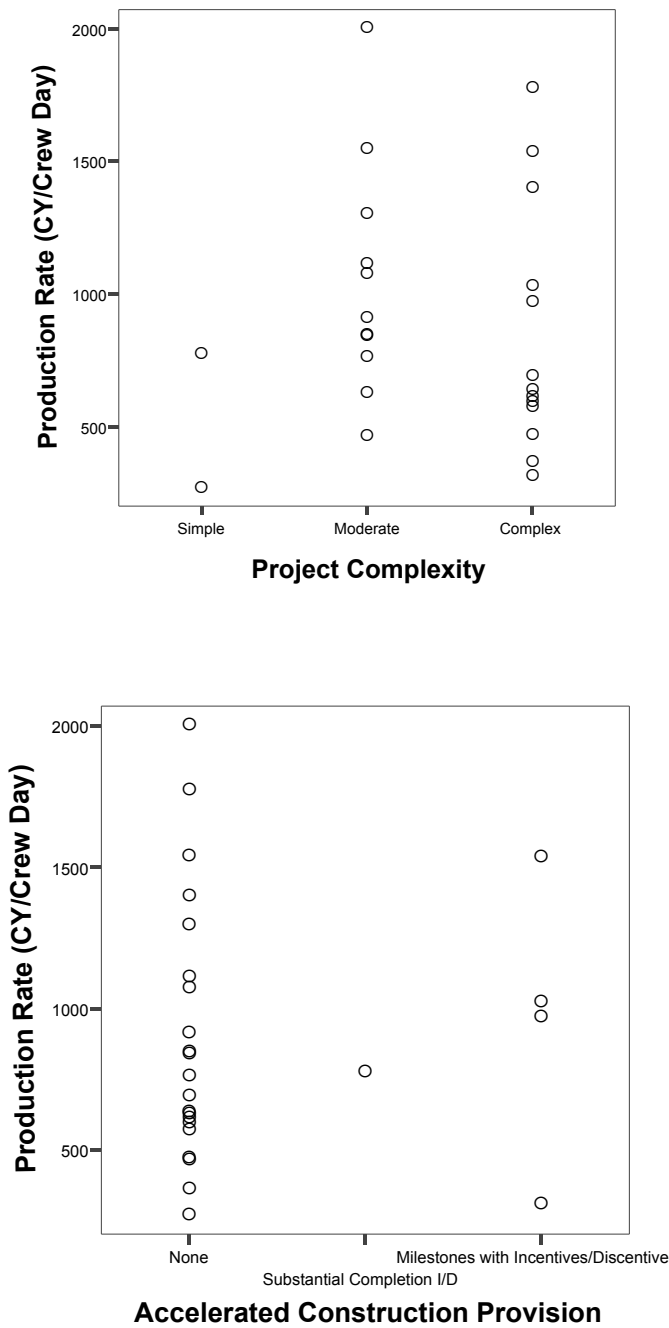 Production Rate (CY/Crew Day)
2000
1500
1000
500
Simple Moderate Complex
Project Complexity
Production Rate (CY/Crew Day)
2000
1500
1000
500
None Milestones with Incentives/Discentive
Substantial Completion I/D
Accelerated Construction Provision